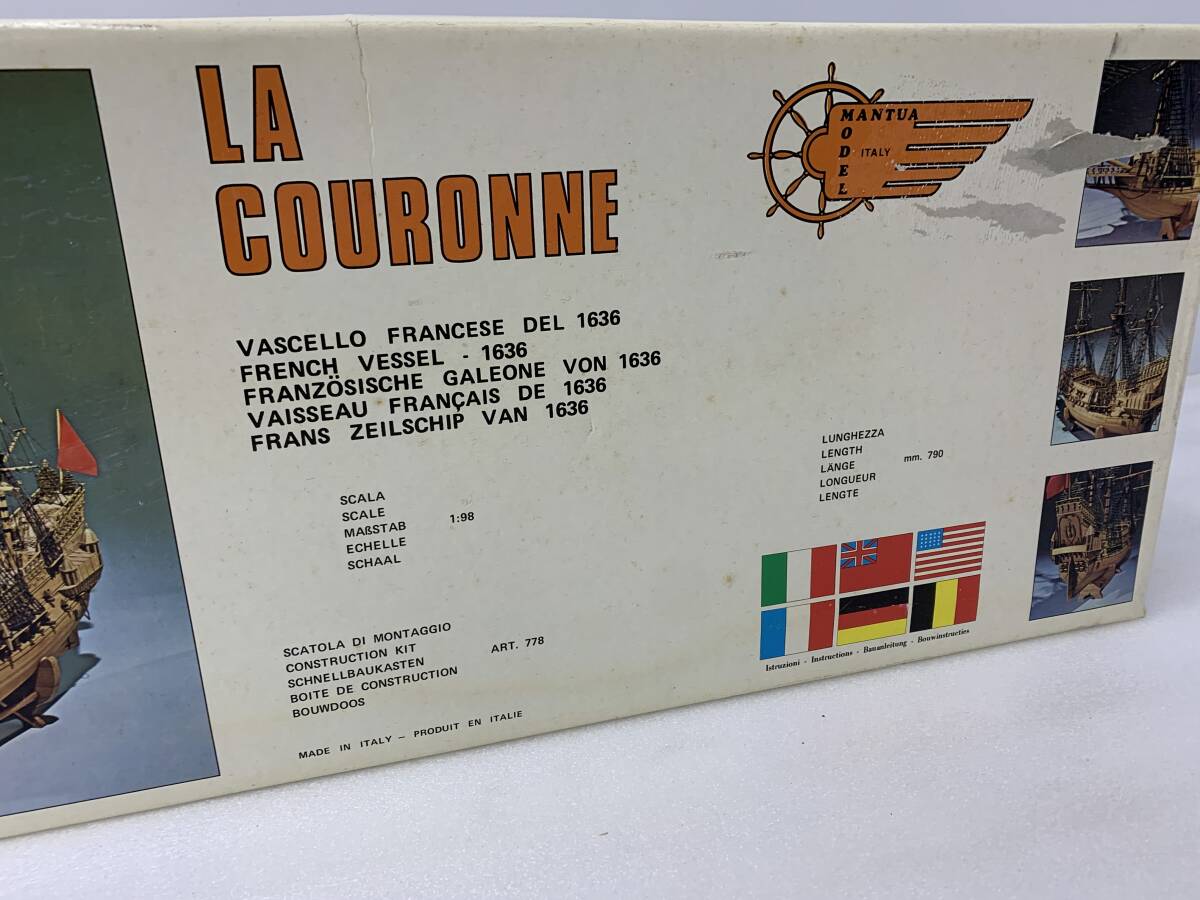 LA
COURONNE
MANTUA
MODEL
ITALY
VASCELLO FRANCESE DEL 1636
FRENCH VESSEL - 1636
FRANZÖSISCHE GALEONE VON 1636
VAISSEAU FRANÇAIS DE 1636
FRANS ZEILSCHIP VAN 1636
SCALA
SCALE
MAßSTAB
ECHELLE
SCHAAL
1:98
LUNGHEZZA
LENGTH
LÄNGE
LONGUEUR
LENGTE
mm. 790
SCATOLA DI MONTAGGIO
CONSTRUCTION KIT
SCHNELLBAUKASTEN
BOITE DE CONSTRUCTION
BOUWDOOS
ART. 778
Istruzioni - Instructions - Bauanleitung - Bouwinstructies
MADE IN ITALY – PRODUIT EN ITALIE